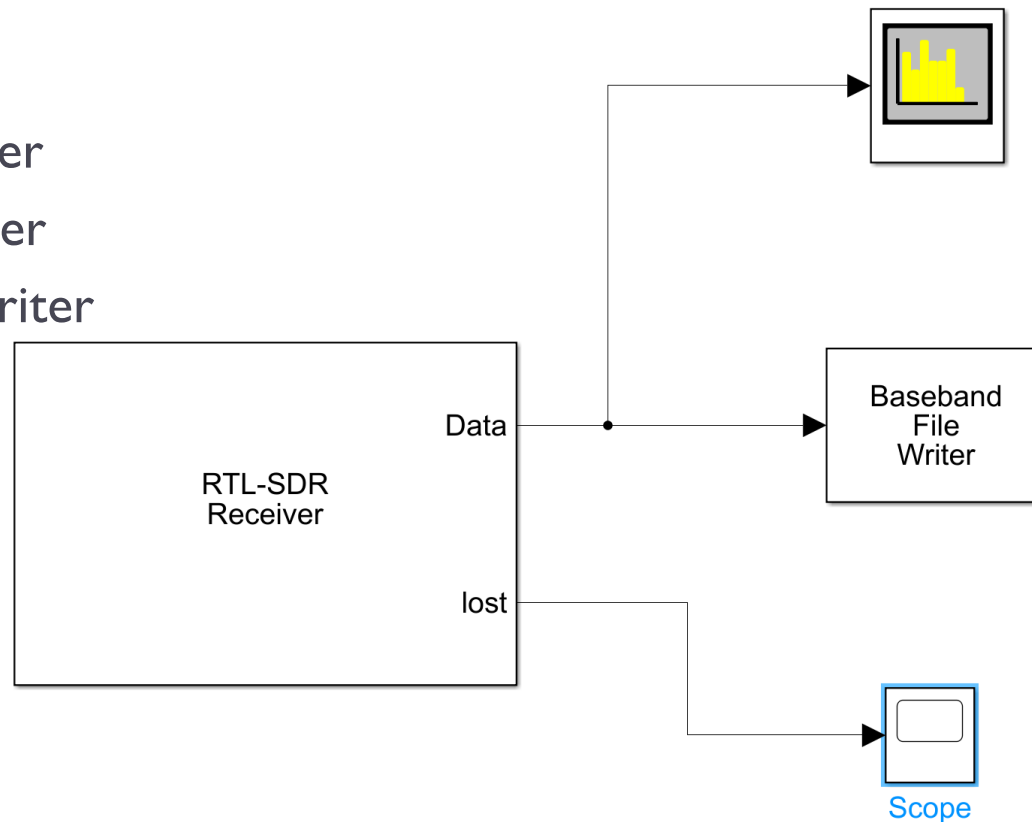 er
er
riter
Data
RTL-SDR
Receiver
lost
Baseband
File
Writer
Scope